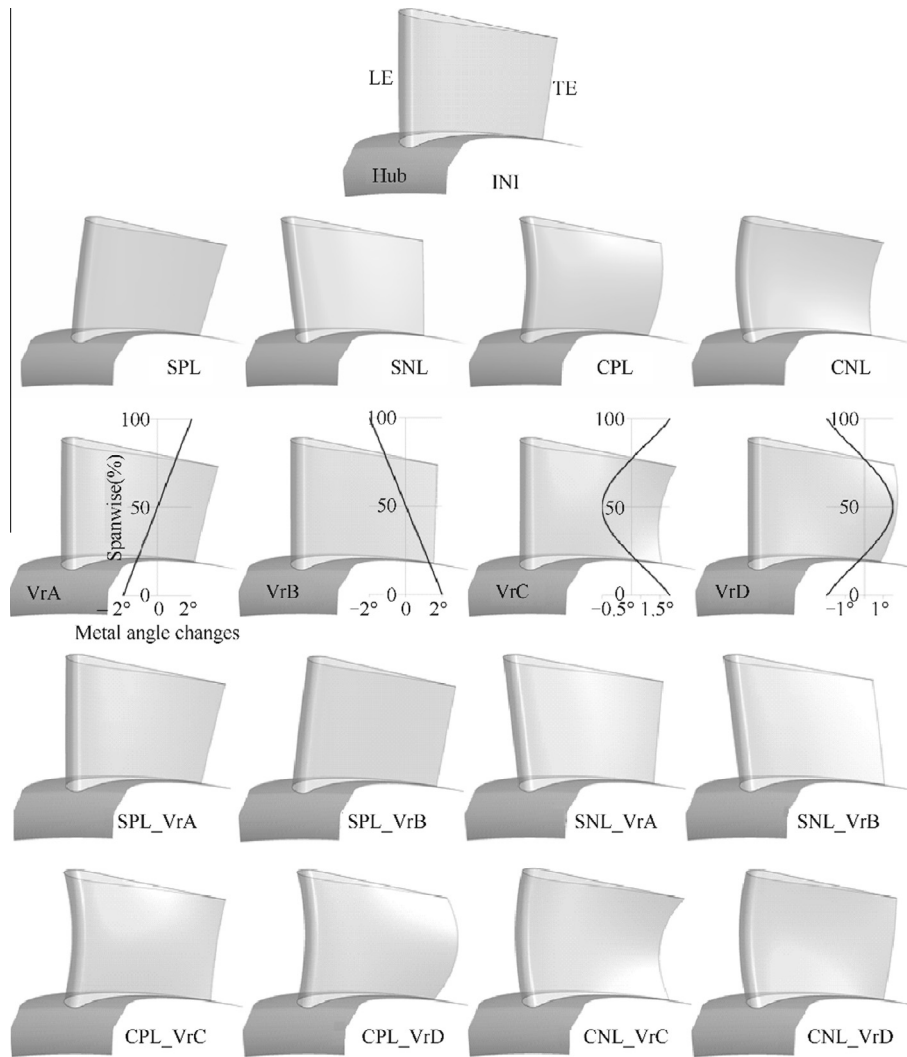 LE
TE
Hub
INI
SPL
SNL
CPL
CNL
100
Spanwise(%)
50
0
VrA
−2° 0° 2°
Metal angle changes
100
50
0
VrB
−2° 0° 2°
100
50
0
VrC
−0.5° 1.5°
100
50
0
VrD
−1° 1°
SPL_VrA
SPL_VrB
SNL_VrA
SNL_VrB
CPL_VrC
CPL_VrD
CNL_VrC
CNL_VrD